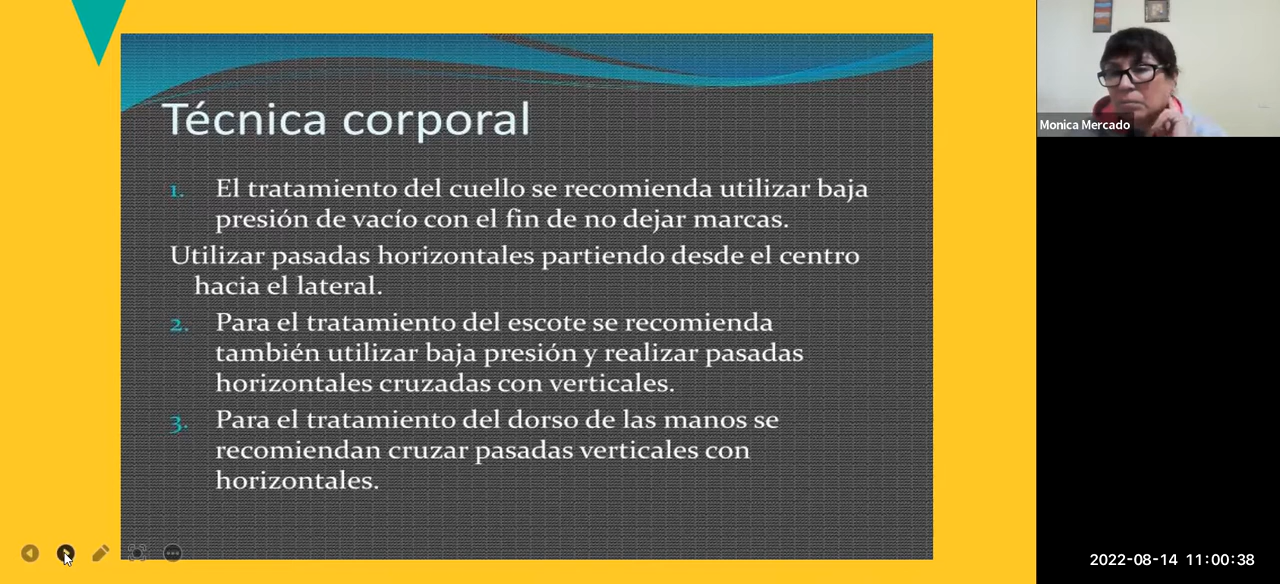 Técnica corporal
1. El tratamiento del cuello se recomienda utilizar baja
presión de vacío con el fin de no dejar marcas.
Utilizar pasadas horizontales partiendo desde el centro
hacia el lateral.
2. Para el tratamiento del escote se recomienda
también utilizar baja presión y realizar pasadas
horizontales cruzadas con verticales.
3. Para el tratamiento del dorso de las manos se
recomiendan cruzar pasadas verticales con
horizontales.
Monica Mercado
2022-08-14 11:00:38